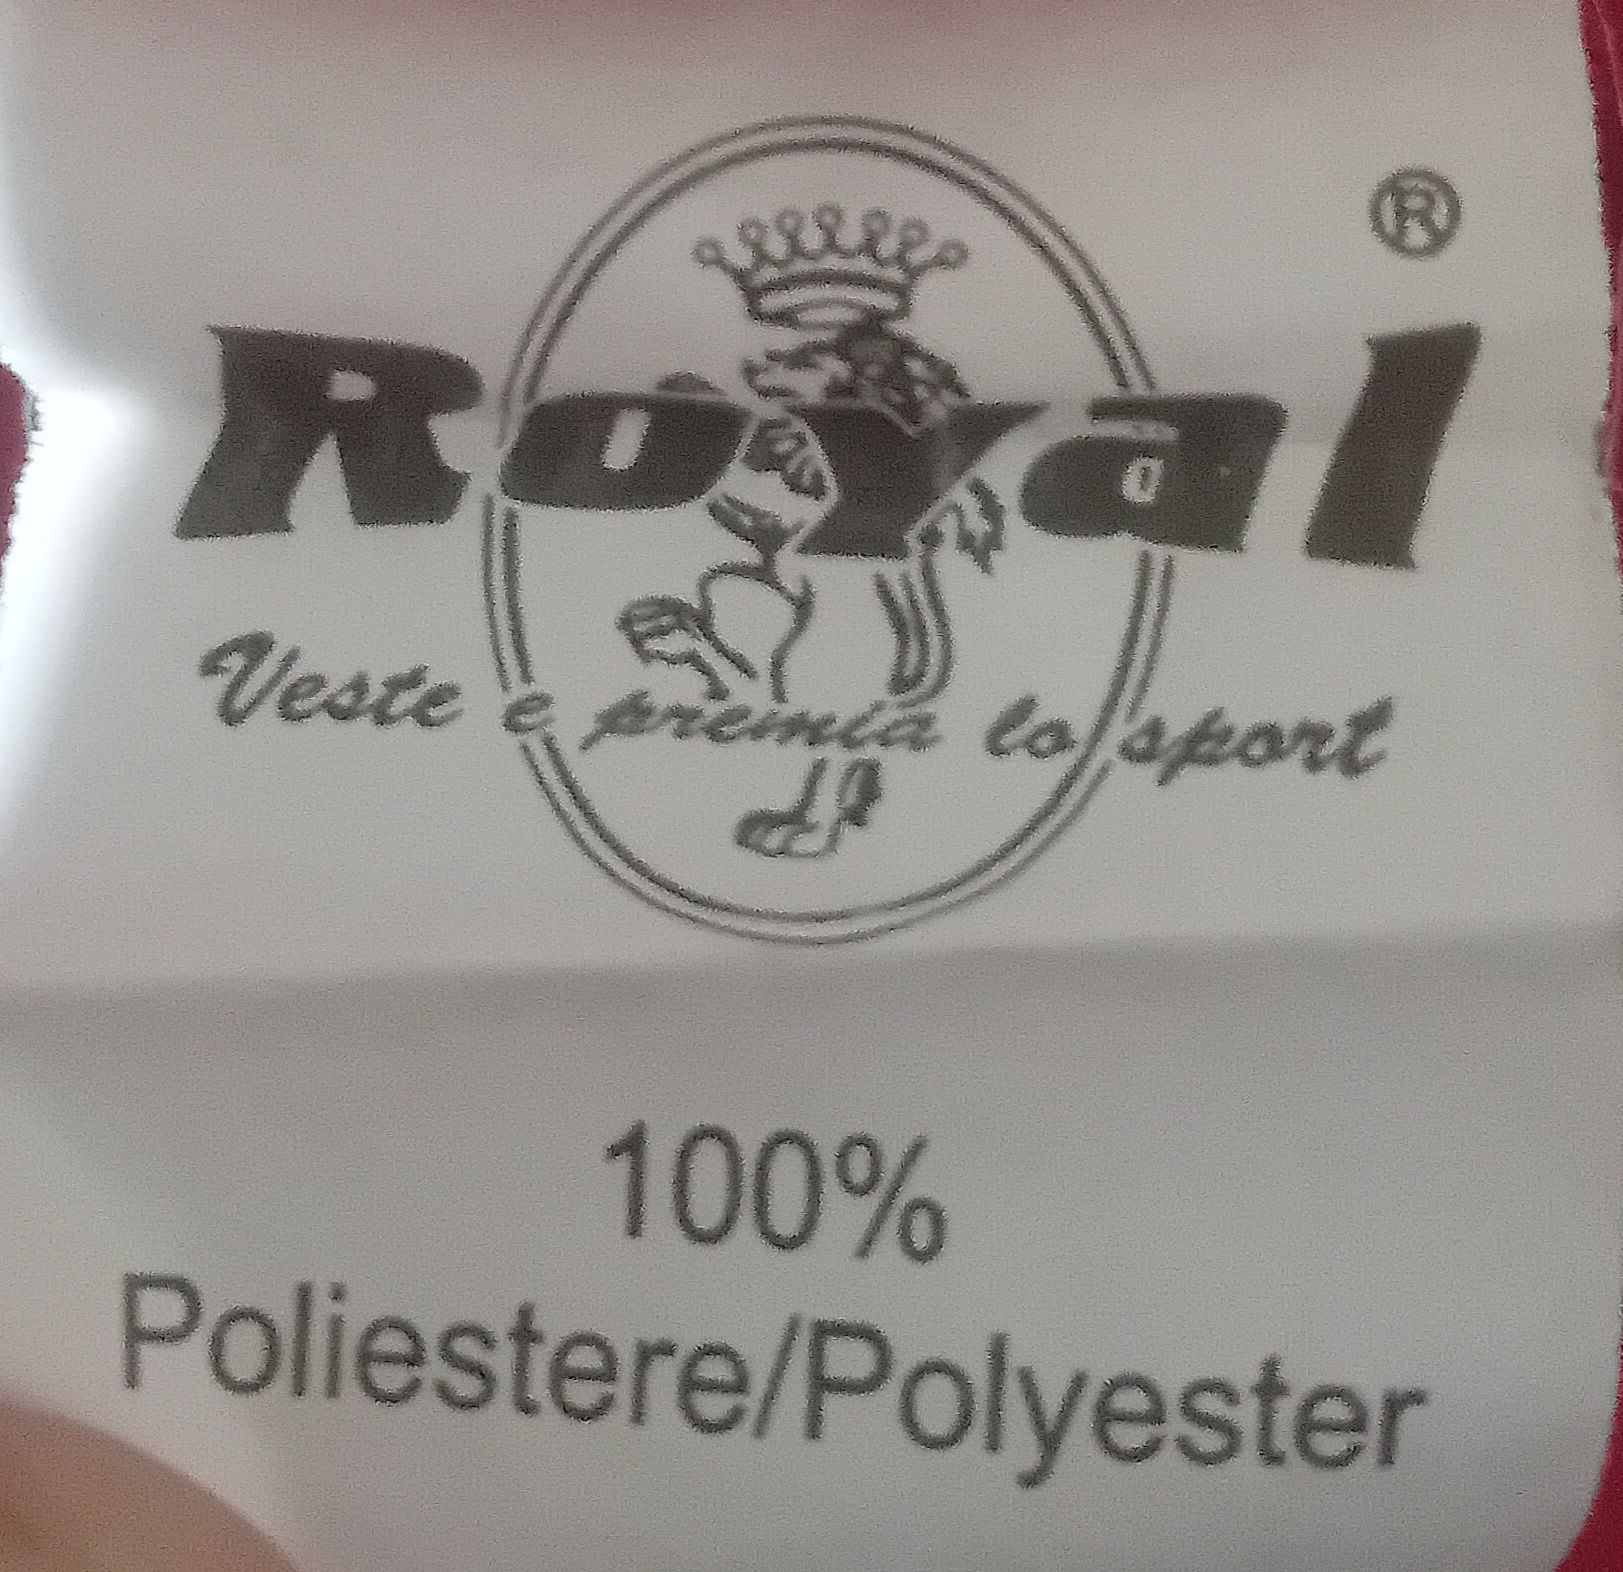 Royal ®
Veste e premia lo sport
100%
Poliestere/Polyester